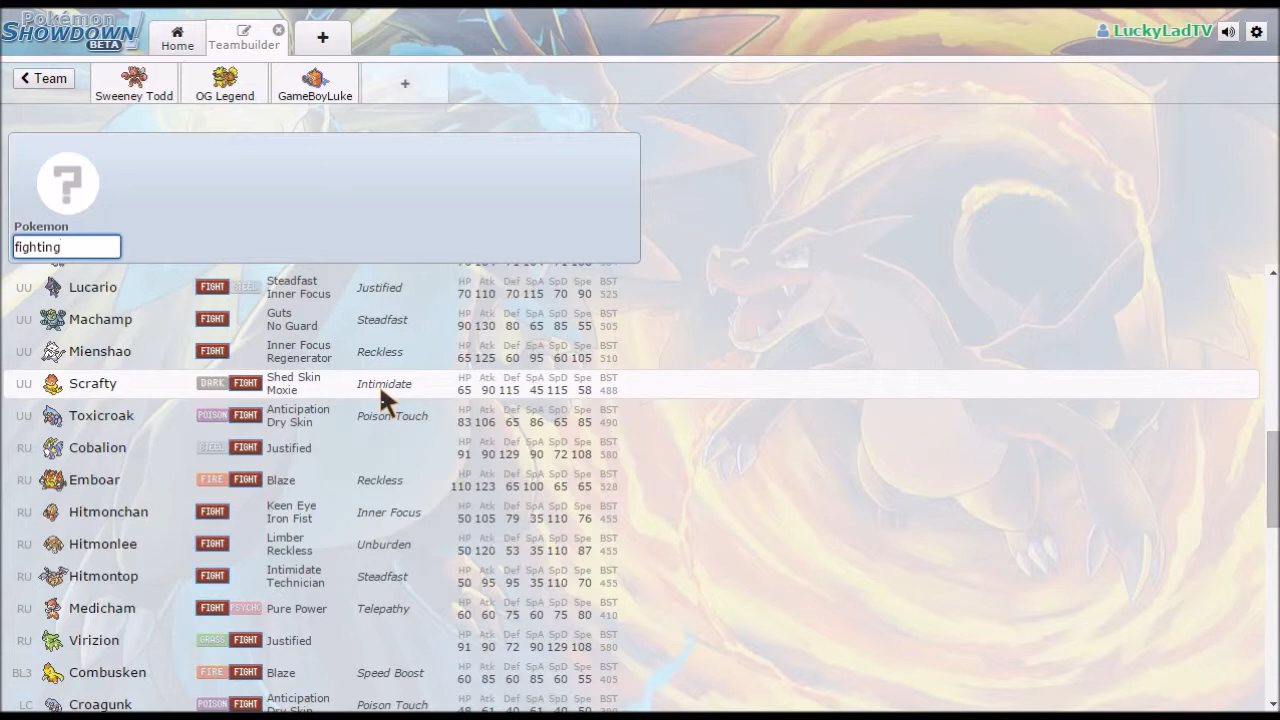 Pokémon
SHOWDOWN
BETA
Home
Teambuilder
+
LuckyLadTV
Team
Sweeney Todd
OG Legend
GameBoyLuke
+
?
Pokemon
fighting
UU Lucario FIGHT STEEL Steadfast Inner Focus Justified HP 70 Atk 110 Def 70 SpA 115 SpD 70 Spe 90 BST 525
UU Machamp FIGHT Guts No Guard Steadfast HP 90 Atk 130 Def 80 SpA 65 SpD 85 Spe 55 BST 505
UU Mienshao FIGHT Inner Focus Regenerator Reckless HP 65 Atk 125 Def 60 SpA 95 SpD 60 Spe 105 BST 510
UU Scrafty DARK FIGHT Shed Skin Moxie Intimidate HP 65 Atk 90 Def 115 SpA 45 SpD 115 Spe 58 BST 488
UU Toxicroak POISON FIGHT Anticipation Dry Skin Poison Touch HP 83 Atk 106 Def 65 SpA 86 SpD 65 Spe 85 BST 490
RU Cobalion STEEL FIGHT Justified HP 91 Atk 90 Def 129 SpA 90 SpD 72 Spe 108 BST 580
RU Emboar FIRE FIGHT Blaze Reckless HP 110 Atk 123 Def 65 SpA 100 SpD 65 Spe 65 BST 528
RU Hitmonchan FIGHT Keen Eye Iron Fist Inner Focus HP 50 Atk 105 Def 79 SpA 35 SpD 110 Spe 76 BST 455
RU Hitmonlee FIGHT Limber Reckless Unburden HP 50 Atk 120 Def 53 SpA 35 SpD 110 Spe 87 BST 455
RU Hitmontop FIGHT Intimidate Technician Steadfast HP 50 Atk 95 Def 95 SpA 35 SpD 110 Spe 70 BST 455
RU Medicham FIGHT PSYCHC Pure Power Telepathy HP 60 Atk 60 Def 75 SpA 60 SpD 75 Spe 80 BST 410
RU Virizion GRASS FIGHT Justified HP 91 Atk 90 Def 72 SpA 90 SpD 129 Spe 108 BST 580
BL3 Combusken FIRE FIGHT Blaze Speed Boost HP 60 Atk 85 Def 60 SpA 85 SpD 60 Spe 55 BST 405
LC Croagunk POISON FIGHT Anticipation Dry Skin Poison Touch HP Atk Def SpA SpD Spe BST